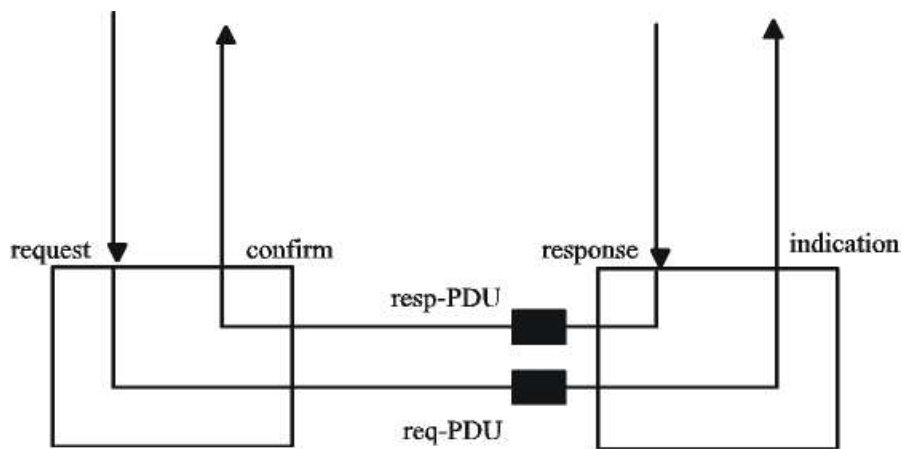 request
confirm
response
indication
resp-PDU
req-PDU